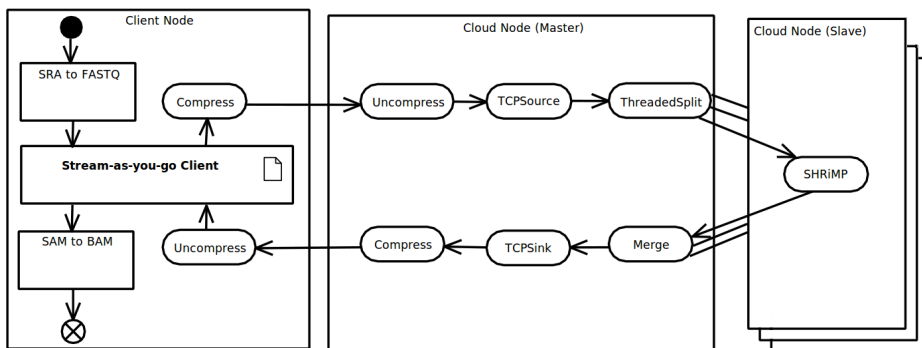 Client Node
SRA to FASTQ
Compress
Stream-as-you-go Client
SAM to BAM
Uncompress
Cloud Node (Master)
Uncompress
TCPSource
ThreadedSplit
Compress
TCPSink
Merge
Cloud Node (Slave)
SHRiMP